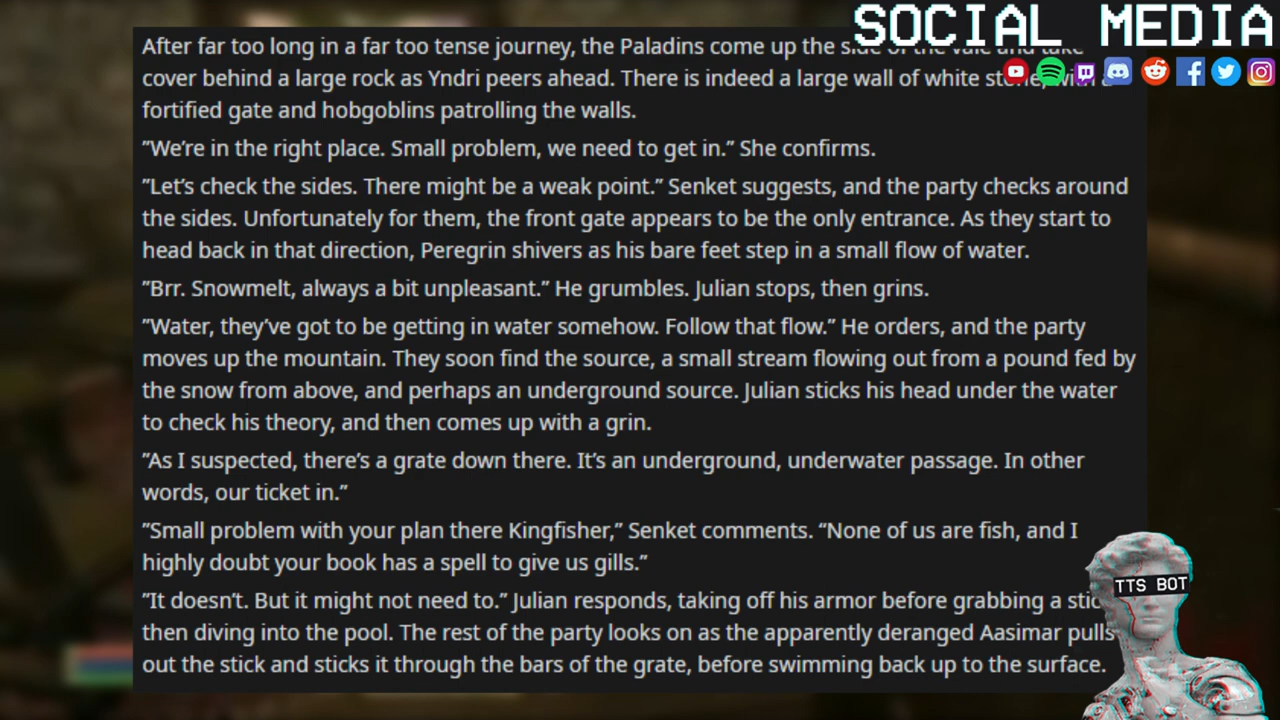 SOCIAL MEDIA
After far too long in a far too tense journey, the Paladins come up the side of the vale and take
cover behind a large rock as Yndri peers ahead. There is indeed a large wall of white stone, with a
fortified gate and hobgoblins patrolling the walls.
”We’re in the right place. Small problem, we need to get in.” She confirms.
”Let’s check the sides. There might be a weak point.” Senket suggests, and the party checks around
the sides. Unfortunately for them, the front gate appears to be the only entrance. As they start to
head back in that direction, Peregrin shivers as his bare feet step in a small flow of water.
”Brr. Snowmelt, always a bit unpleasant.” He grumbles. Julian stops, then grins.
”Water, they’ve got to be getting in water somehow. Follow that flow.” He orders, and the party
moves up the mountain. They soon find the source, a small stream flowing out from a pound fed by
the snow from above, and perhaps an underground source. Julian sticks his head under the water
to check his theory, and then comes up with a grin.
”As I suspected, there’s a grate down there. It’s an underground, underwater passage. In other
words, our ticket in.”
”Small problem with your plan there Kingfisher,” Senket comments. “None of us are fish, and I
highly doubt your book has a spell to give us gills.”
”It doesn’t. But it might not need to.” Julian responds, taking off his armor before grabbing a
then diving into the pool. The rest of the party looks on as the apparently deranged Aasimar pulls
out the stick and sticks it through the bars of the grate, before swimming back up to the surface.
TTS BOT